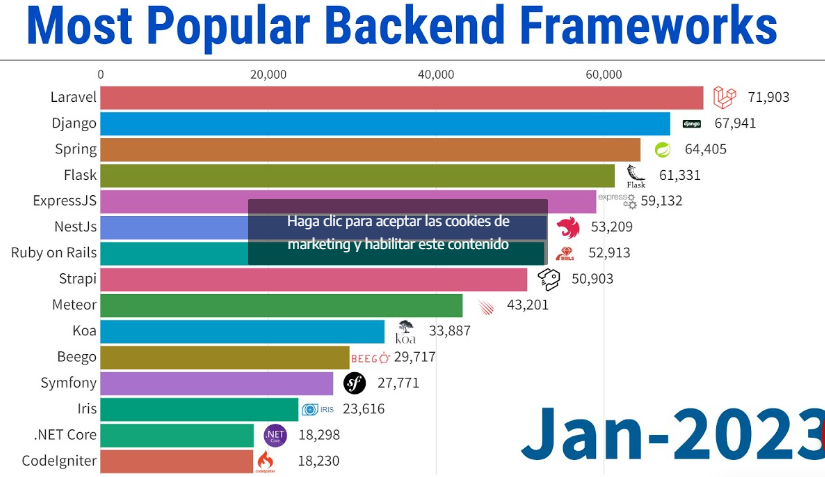 Most Popular Backend Frameworks
0 20,000 40,000 60,000
Laravel 71,903
Django django 67,941
Spring 64,405
Flask Flask 61,331
ExpressJS express 59,132
NestJs 53,209
Ruby on Rails 52,913
Haga clic para aceptar las cookies de
marketing y habilitar este contenido
Strapi 50,903
Meteor 43,201
Koa koa 33,887
Beego BEEGO 29,717
Symfony sf 27,771
Iris IRIS 23,616
.NET Core .NET Core 18,298
CodeIgniter 18,230
Jan-2023